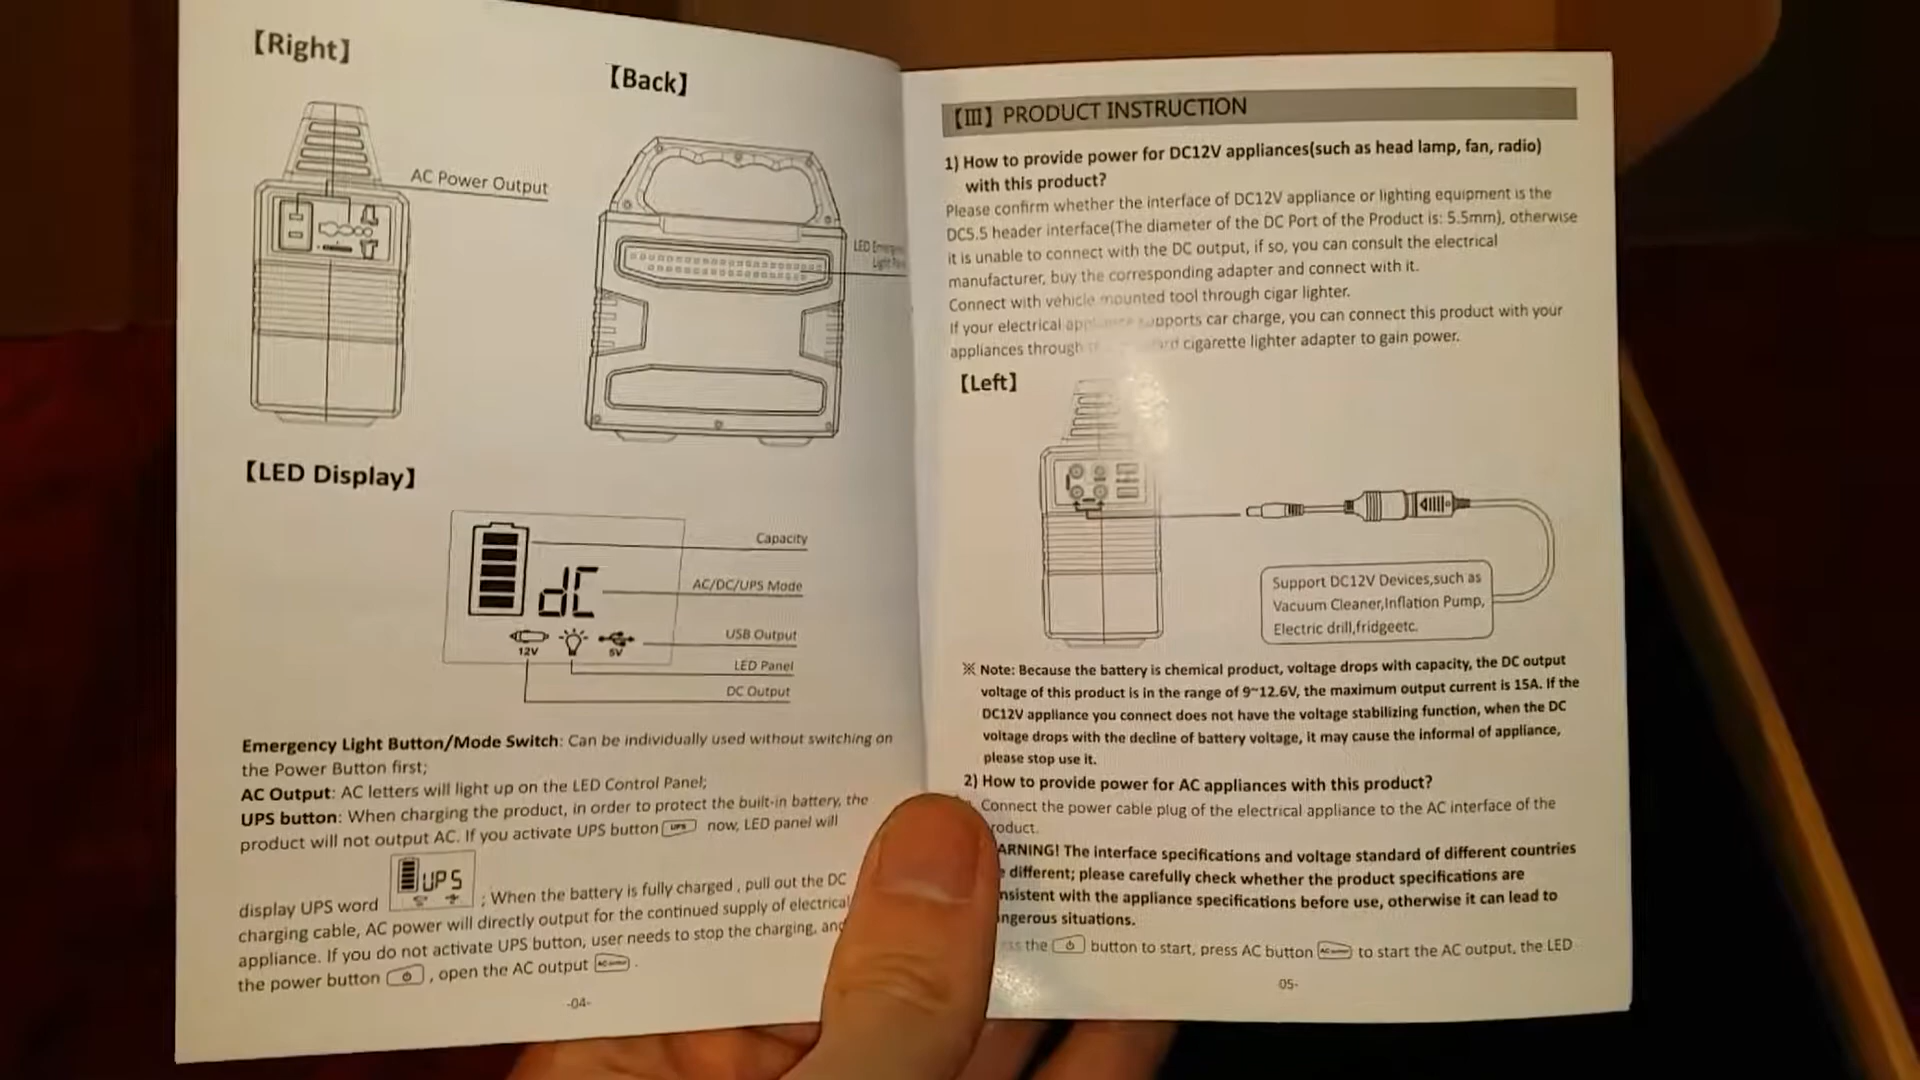 【Right】
【Back】
AC Power Output
LED
Light
【LED Display】
Capacity
dC
AC/DC/UPS Mode
USB Output
12V
5V
LED Panel
DC Output
Emergency Light Button/Mode Switch: Can be individually used without switching on
the Power Button first;
AC Output: AC letters will light up on the LED Control Panel;
UPS button: When charging the product, in order to protect the built-in battery, the
product will not output AC. If you activate UPS button UPS now, LED panel will
display UPS word UPS ; When the battery is fully charged , pull out the DC
charging cable, AC power will directly output for the continued supply of electrical
appliance. If you do not activate UPS button, user needs to stop the charging, and
the power button , open the AC output .
-04-
【III】 PRODUCT INSTRUCTION
1) How to provide power for DC12V appliances(such as head lamp, fan, radio)
with this product?
Please confirm whether the interface of DC12V appliance or lighting equipment is the
DC5.5 header interface(The diameter of the DC Port of the Product is: 5.5mm), otherwise
it is unable to connect with the DC output, if so, you can consult the electrical
manufacturer, buy the corresponding adapter and connect with it.
Connect with vehicle mounted tool through cigar lighter.
If your electrical supports car charge, you can connect this product with your
appliances through cigarette lighter adapter to gain power.
【Left】
Support DC12V Devices,such as
Vacuum Cleaner,Inflation Pump,
Electric drill,fridgeetc.
※ Note: Because the battery is chemical product, voltage drops with capacity, the DC output
voltage of this product is in the range of 9~12.6V, the maximum output current is 15A. If the
DC12V appliance you connect does not have the voltage stabilizing function, when the DC
voltage drops with the decline of battery voltage, it may cause the informal of appliance,
please stop use it.
2) How to provide power for AC appliances with this product?
Connect the power cable plug of the electrical appliance to the AC interface of the
roduct.
ARNING! The interface specifications and voltage standard of different countries
different; please carefully check whether the product specifications are
nsistent with the appliance specifications before use, otherwise it can lead to
ngerous situations.
the button to start, press AC button to start the AC output, the LED
05-